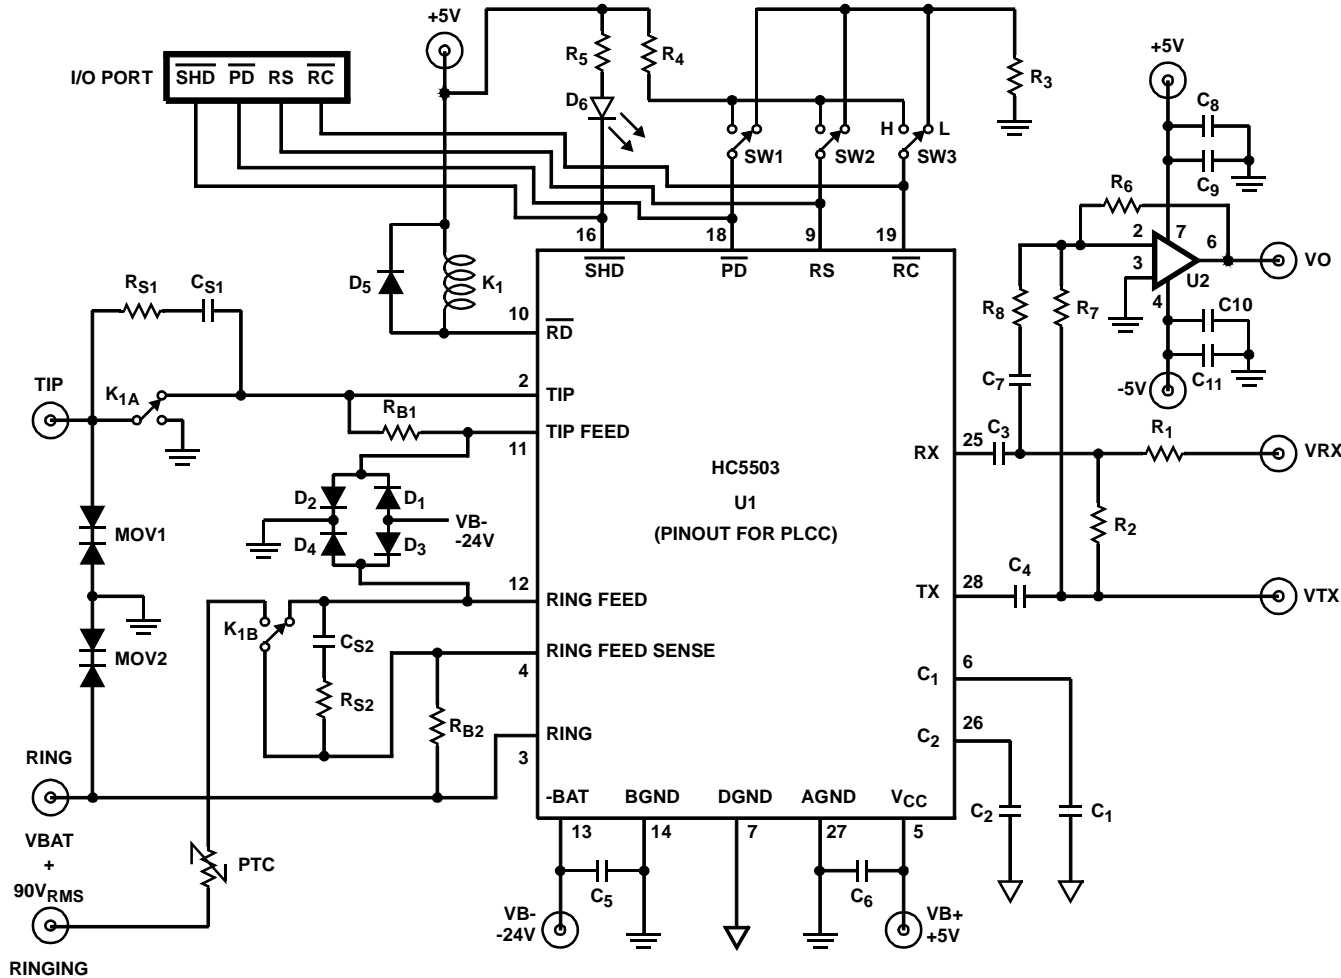 +5V
I/O PORT
SHD PD RS RC
R5
R4
D6
H L
SW1 SW2 SW3
R3
+5V
C8
C9
R6
2 7 6
3
4
U2
VO
16 18 9 19
SHD PD RS RC
D5
K1
10
RD
RS1
CS1
R8
R7
C10
C11
-5V
TIP
K1A
2
TIP
RB1
TIP FEED
11
C7
C3
25
RX
R1
VRX
HC5503
U1
(PINOUT FOR PLCC)
D2
D1
D4
D3
VB-
-24V
MOV1
R2
C4
28
TX
VTX
12
RING FEED
K1B
CS2
RING FEED SENSE
4
MOV2
RS2
RB2
6
C1
26
C2
RING
3
RING
-BAT BGND DGND AGND VCC
13 14 7 27 5
C2
C1
VBAT
+
90VRMS
PTC
C5
C6
VB-
-24V
VB+
+5V
RINGING